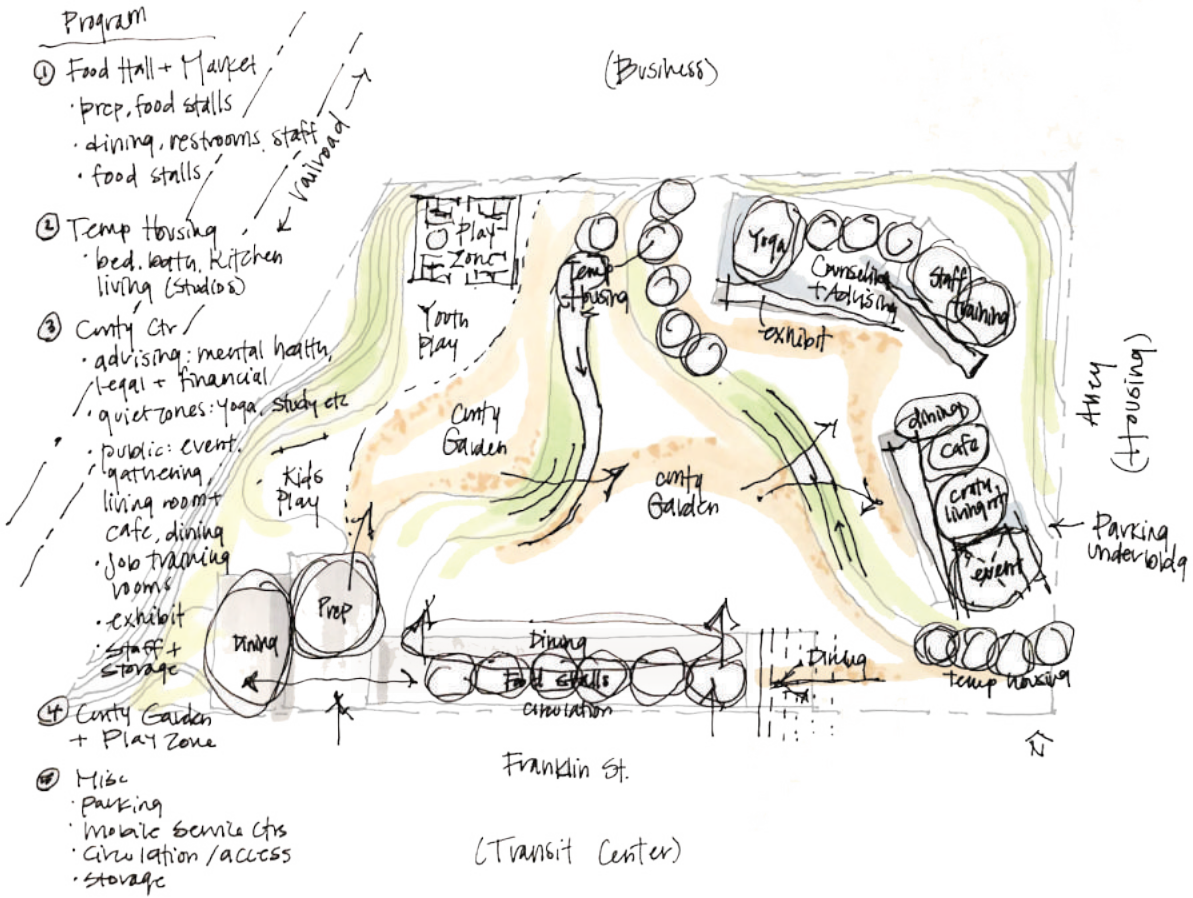 Program
① Food Hall + Market
· prep, food stalls
· dining, restrooms, staff
· food stalls
② Temp Housing
· bed, bath, kitchen
living (studios)
③ Cmty Ctr
· advising: mental health,
legal + financial
· quiet zones: yoga, study etc
· public: event,
gathering,
living room +
cafe, dining
· job training
rooms
· exhibit
· staff +
storage
④ Cmty Garden
+ Play Zone
Misc
· parking
· mobile service ctrs
· circulation/access
· storage
railroad
(Business)
Play
Zone
Youth
Play
Temp
Housing
Yoga
Counseling
+ Advising
Staff
training
exhibit
Cmty
Garden
Kids
Play
cmty
Garden
dining
cafe
cmty
living rm
event
Alley
(Housing)
Parking
under bldg
Dining
Prep
Dining
Food Stalls
circulation
Dining
temp housing
N
Franklin St.
(Transit Center)